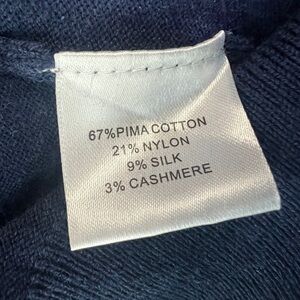 67%PIMA COTTON
21% NYLON
9% SILK
3% CASHMERE